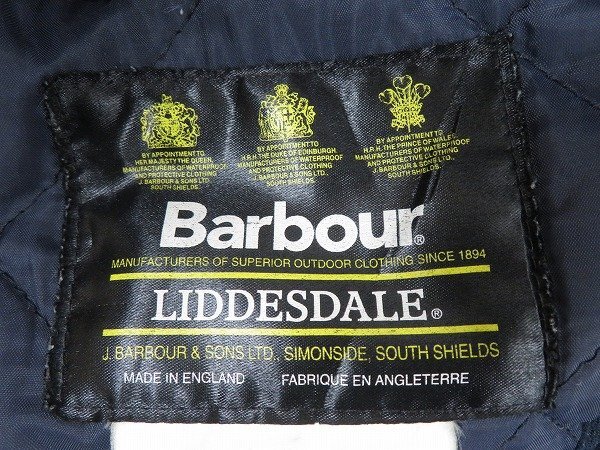 BY APPOINTMENT TO
HER MAJESTY THE QUEEN,
MANUFACTURERS OF WATERPROOF
AND PROTECTIVE CLOTHING
J. BARBOUR & SONS LTD.
SOUTH SHIELDS.
BY APPOINTMENT TO
H.R.H. THE DUKE OF EDINBURGH,
MANUFACTURERS OF WATERPROOF
AND PROTECTIVE CLOTHING
J. BARBOUR & SONS LTD.
SOUTH SHIELDS.
BY APPOINTMENT TO
H.R.H. THE PRINCE OF WALES
MANUFACTURERS OF WATERPROOF
AND PROTECTIVE CLOTHING
J. BARBOUR & SONS LTD.
SOUTH SHIELDS.
Barbour®
MANUFACTURERS OF SUPERIOR OUTDOOR CLOTHING SINCE 1894
LIDDESDALE®
J. BARBOUR & SONS LTD, SIMONSIDE, SOUTH SHIELDS
MADE IN ENGLAND FABRIQUE EN ANGLETERRE